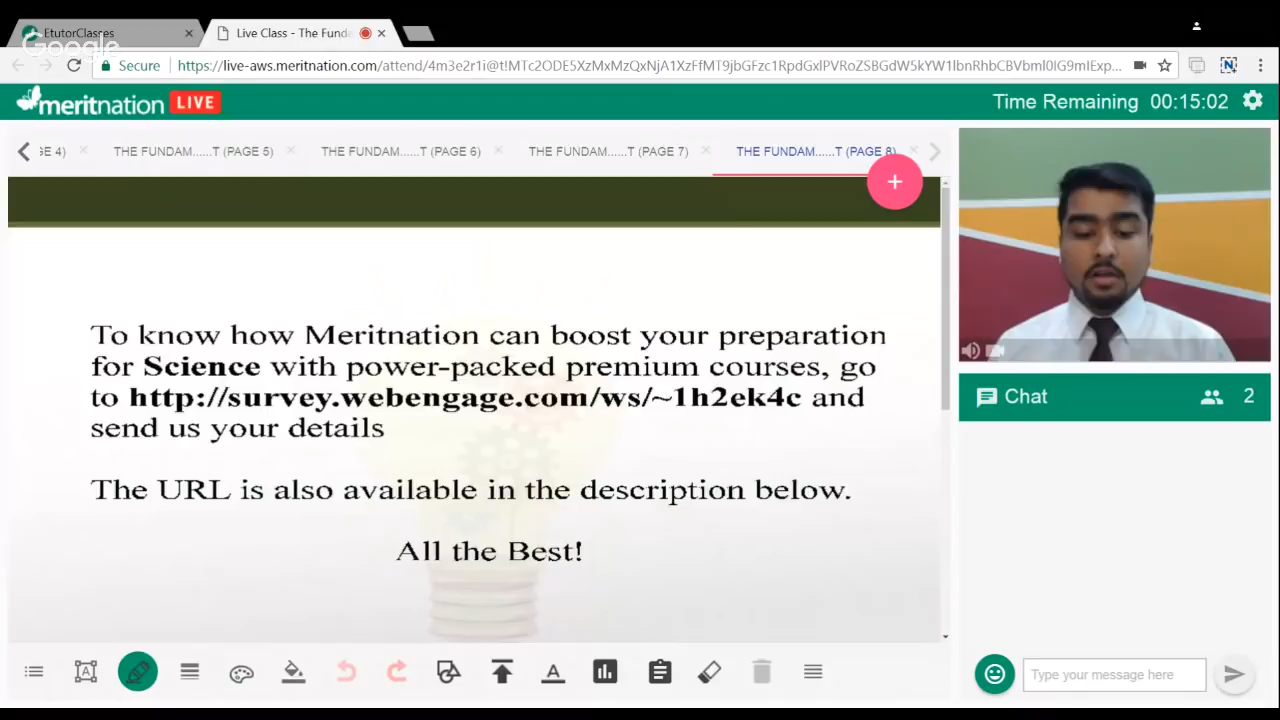 EtutorClasses
Live Class - The Funda
Google
Secure
https://live-aws.meritnation.com/attend/
meritnation LIVE
Time Remaining 00:15:02
GE 4)
THE FUNDAM......T (PAGE 5)
THE FUNDAM......T (PAGE 6)
THE FUNDAM......T (PAGE 7)
THE FUNDAM......T (PAGE 8)
To know how Meritnation can boost your preparation
for Science with power-packed premium courses, go
to http://survey.webengage.com/ws/~1h2ek4c and
send us your details
The URL is also available in the description below.
All the Best!
Chat
2
Type your message here